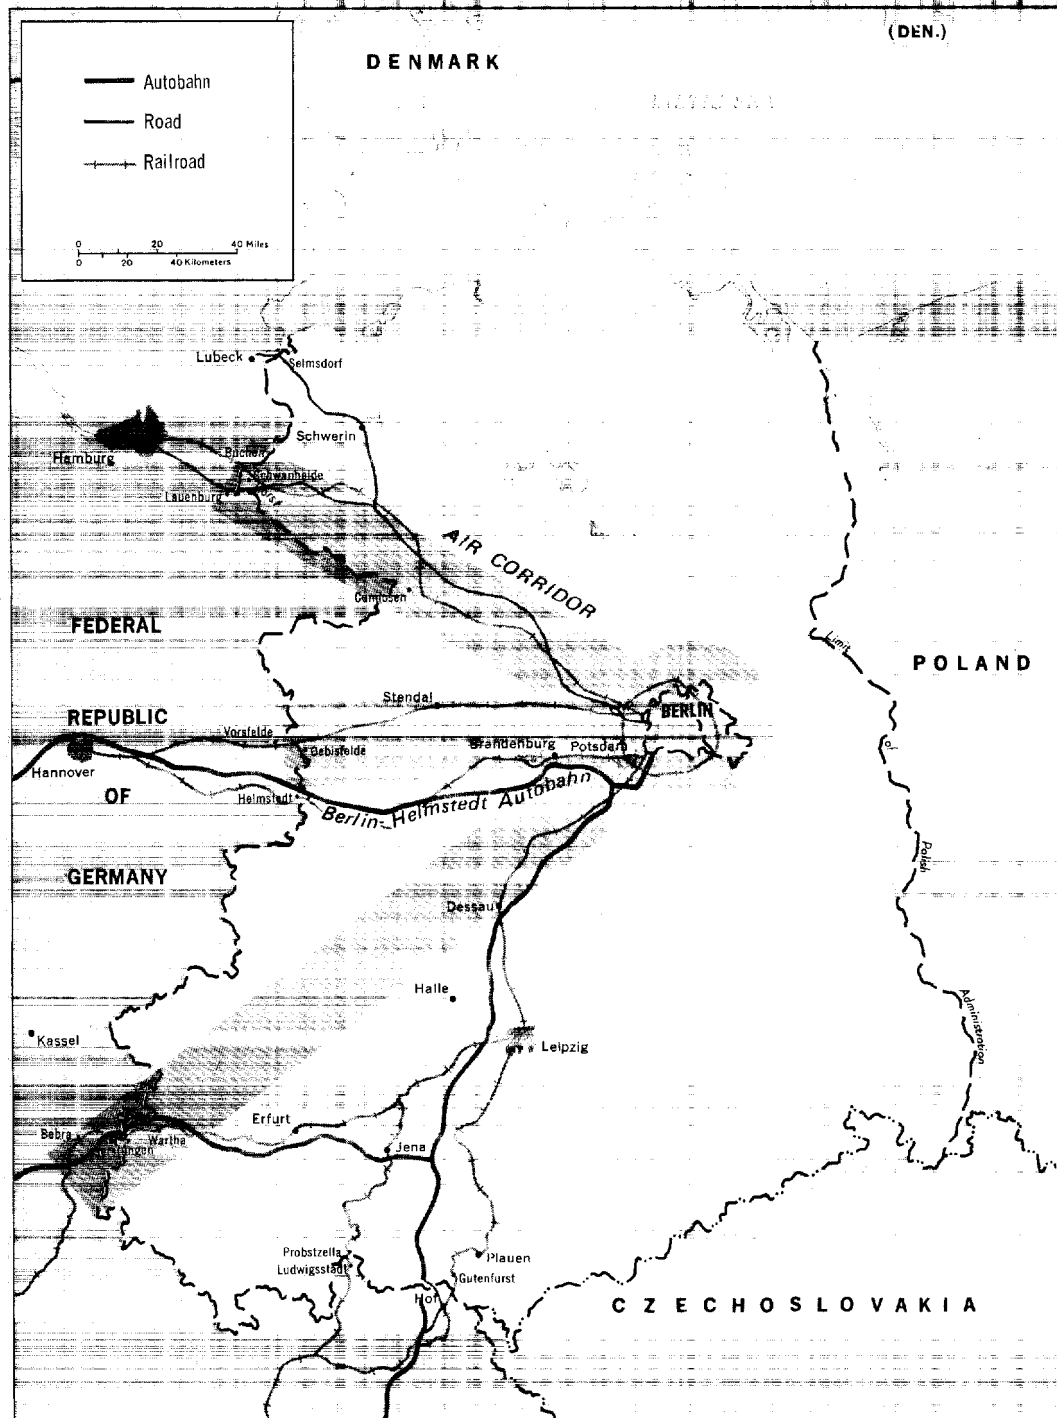 (DEN.)
DENMARK
Autobahn
Road
Railroad
0 20 40 Miles
0 20 40 Kilometers
Lubeck
Selmsdorf
Schwerin
Hamburg
Buchen
Schwanheide
Lauenburg
AIR CORRIDOR
Cumlosen
FEDERAL
Limit
POLAND
Stendal
BERLIN
REPUBLIC
Vorsfelde
of
Oebisfelde
Brandenburg
Potsdam
Hannover
OF
Helmstedt
Berlin-Helmstedt Autobahn
Polish
GERMANY
Dessau
Halle
Administration
Kassel
Leipzig
Erfurt
Bebra
Wartha
Jena
Probstzella
Plauen
Ludwigsstadt
Gutenfurst
Hof
CZECHOSLOVAKIA